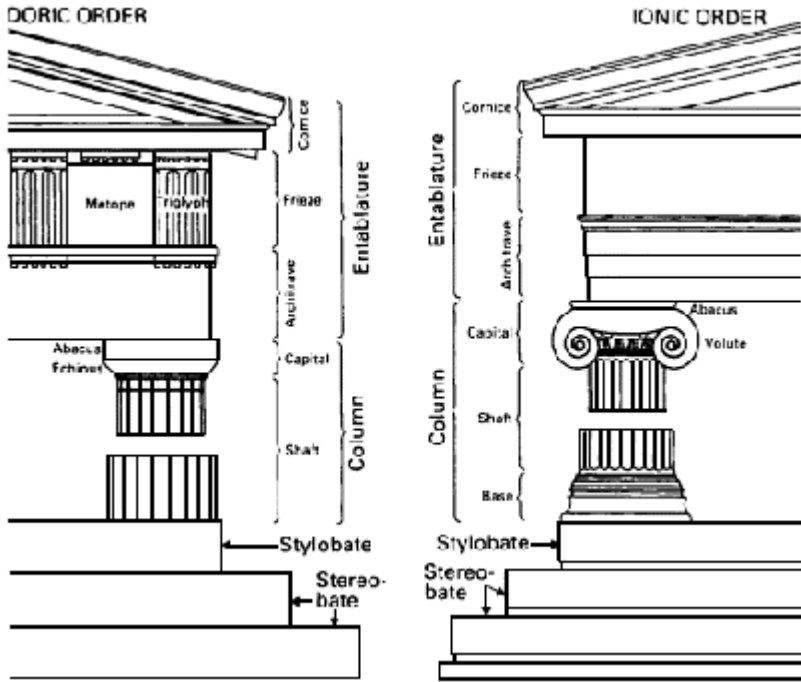 DORIC ORDER
Cornice
Metope
Triglyph
Frieze
Entablature
Architrave
Abacus
Echinus
Capital
Shaft
Column
Stylobate
Stereo-
bate
IONIC ORDER
Cornice
Frieze
Entablature
Architrave
Abacus
Capital
Volute
Column
Shaft
Base
Stylobate
Stereo-
bate